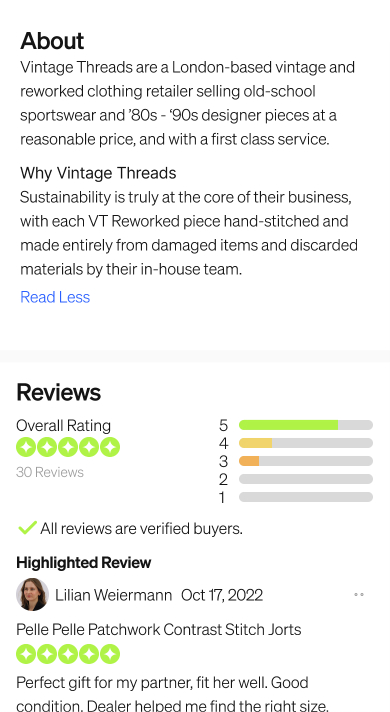 About
Vintage Threads are a London-based vintage and
reworked clothing retailer selling old-school
sportswear and ’80s - ‘90s designer pieces at a
reasonable price, and with a first class service.
Why Vintage Threads
Sustainability is truly at the core of their business,
with each VT Reworked piece hand-stitched and
made entirely from damaged items and discarded
materials by their in-house team.
Read Less
Reviews
Overall Rating
30 Reviews
5
4
3
2
1
All reviews are verified buyers.
Highlighted Review
Lilian Weiermann Oct 17, 2022
Pelle Pelle Patchwork Contrast Stitch Jorts
Perfect gift for my partner, fit her well. Good
condition. Dealer helped me find the right size.